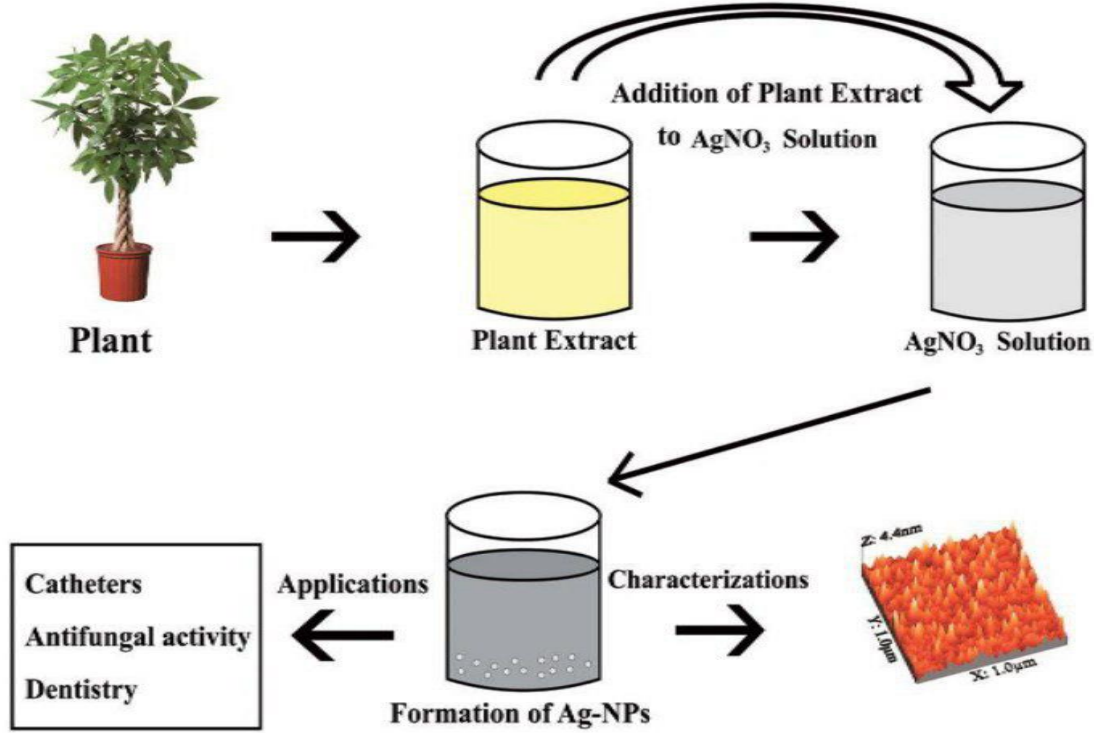 Addition of Plant Extract
to AgNO₃ Solution
Plant
Plant Extract
AgNO₃ Solution
Catheters
Antifungal activity
Dentistry
Applications
Characterizations
Formation of Ag-NPs
Z: 4.4nm
Y: 1.0µm
X: 1.0µm